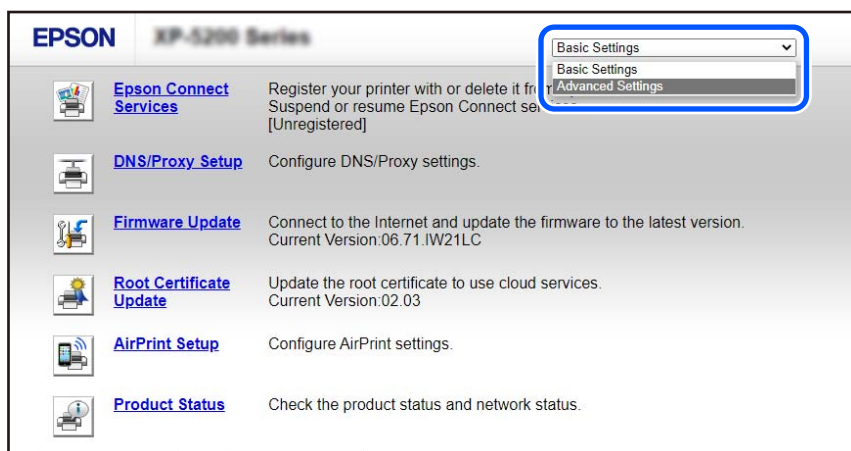 EPSON XP-5200 Series
Basic Settings
Basic Settings
Advanced Settings
Epson Connect Services
Register your printer with or delete it from
Suspend or resume Epson Connect
[Unregistered]
DNS/Proxy Setup
Configure DNS/Proxy settings.
Firmware Update
Connect to the Internet and update the firmware to the latest version.
Current Version:06.71.IW21LC
Root Certificate Update
Update the root certificate to use cloud services.
Current Version:02.03
AirPrint Setup
Configure AirPrint settings.
Product Status
Check the product status and network status.